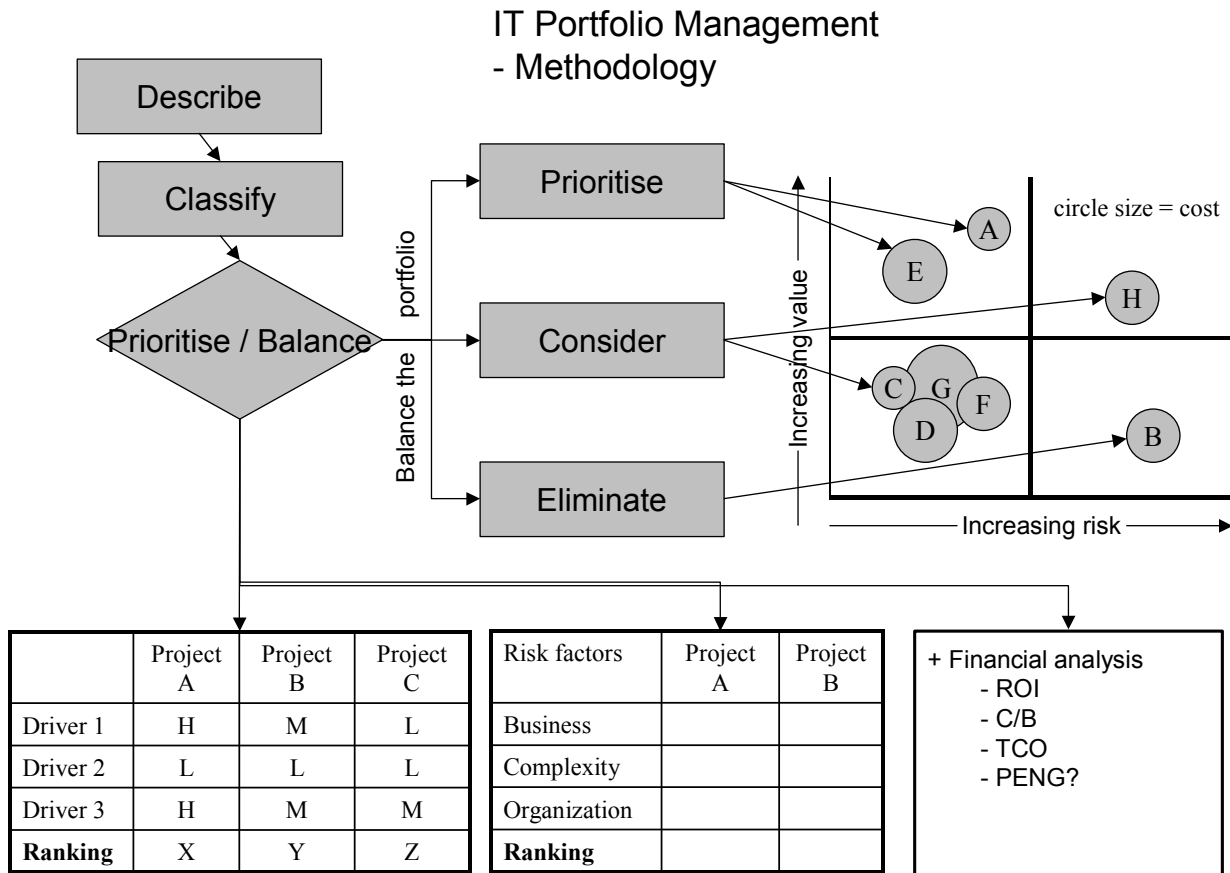 IT Portfolio Management
- Methodology
Describe
Classify
Prioritise / Balance
Balance the portfolio
Prioritise
Consider
Eliminate
Increasing value
circle size = cost
A
E
H
C
G
F
D
B
Increasing risk
Project A Project B Project C
Driver 1 H M L
Driver 2 L L L
Driver 3 H M M
Ranking X Y Z
Risk factors Project A Project B
Business
Complexity
Organization
Ranking
+ Financial analysis
- ROI
- C/B
- TCO
- PENG?